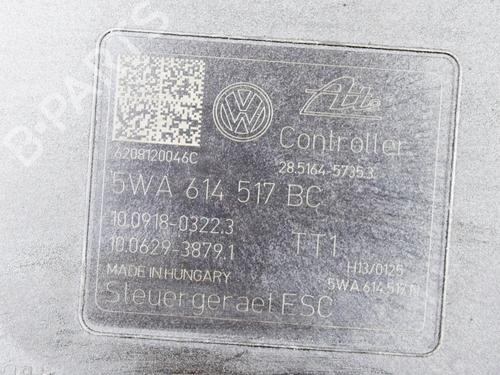 B-PARTS
Ate
Controller
6208120046C
28.5164-5735.3
5WA 614 517 BC
10.0918-0322.3
10.0629-3879.1
TT1
H13/0125
MADE IN HUNGARY
5WA 614 517
Steuergeraet ESC